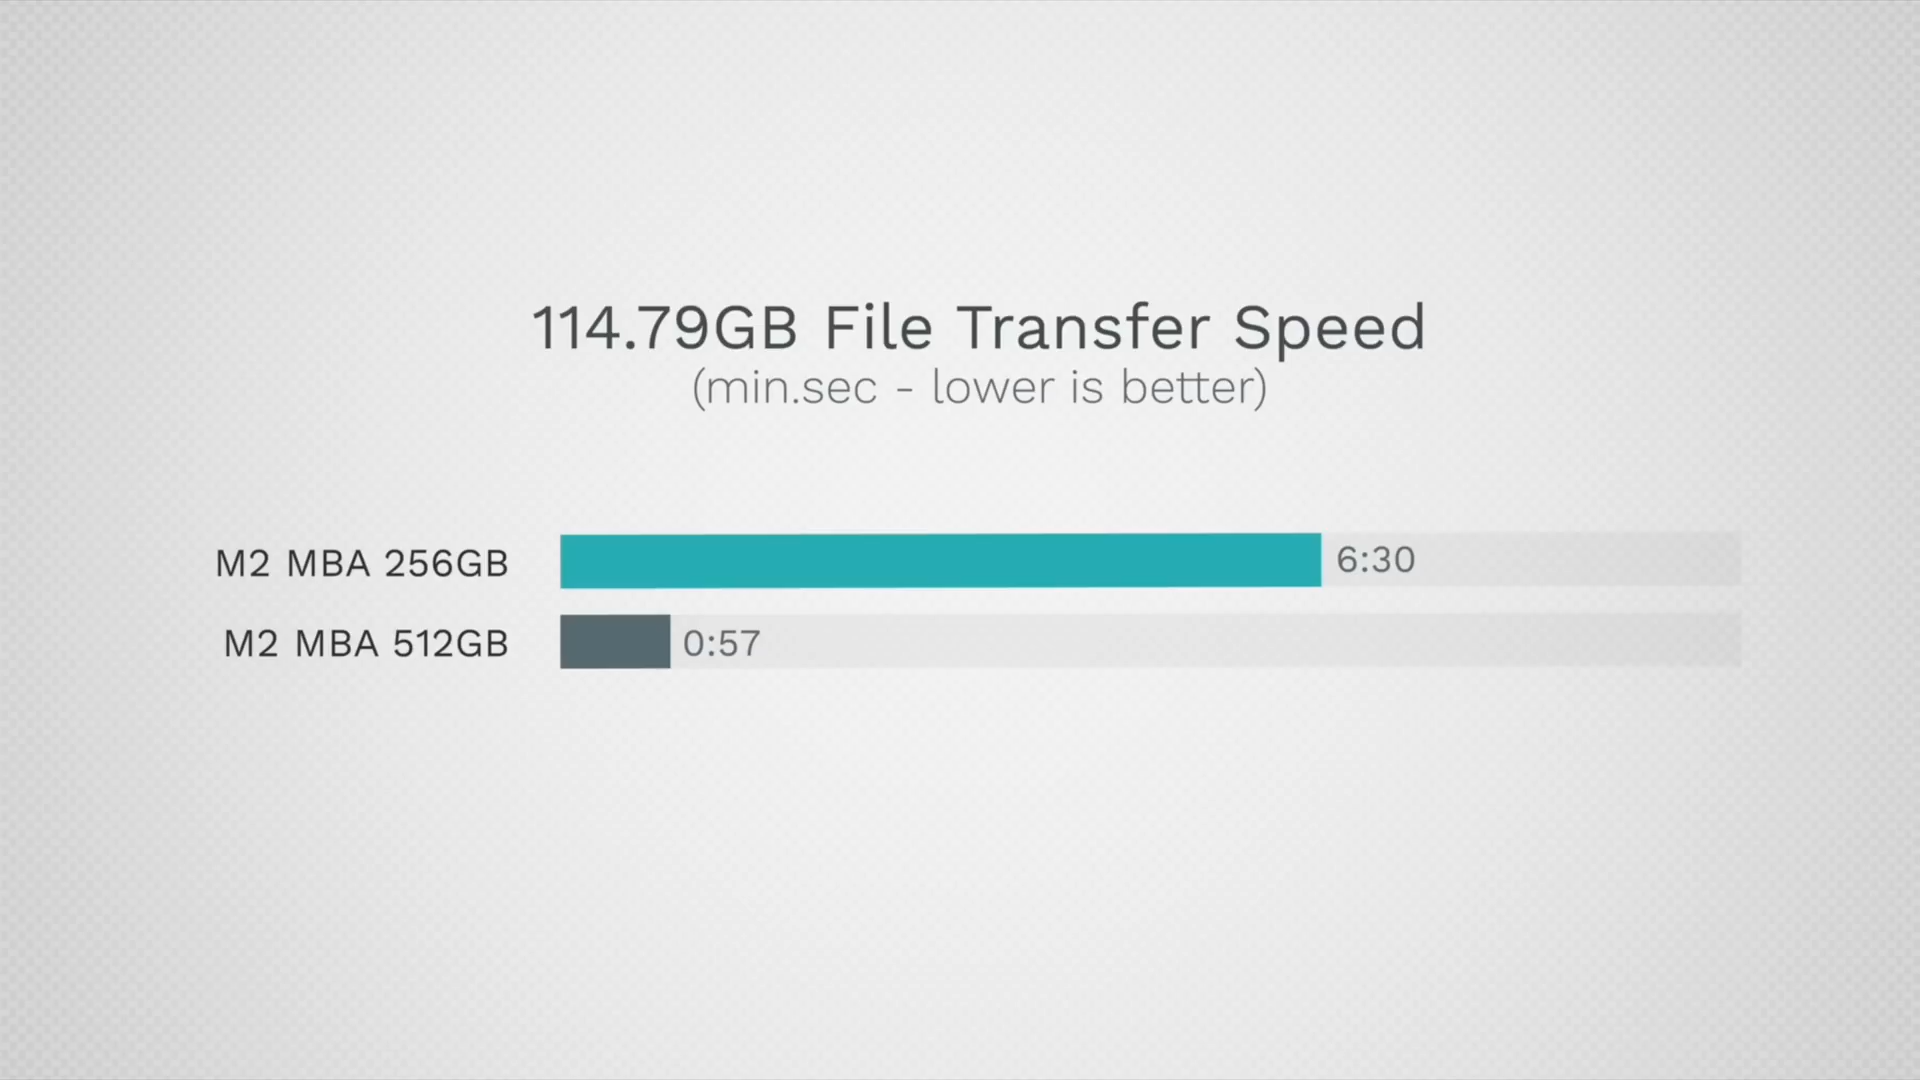 114.79GB File Transfer Speed
(min.sec - lower is better)
M2 MBA 256GB 6:30
M2 MBA 512GB 0:57